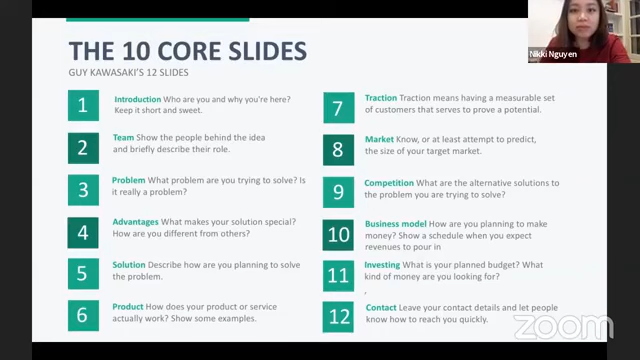 THE 10 CORE SLIDES
GUY KAWASAKI'S 12 SLIDES
1
Introduction Who are you and why you're here?
Keep it short and sweet.
2
Team Show the people behind the idea
and briefly describe their role.
3
Problem What problem are you trying to solve? Is
it really a problem?
4
Advantages What makes your solution special?
How are you different from others?
5
Solution Describe how are you planning to solve
the problem.
6
Product How does your product or service
actually work? Show some examples.
7
Traction Traction means having a measurable set
of customers that serves to prove a potential.
8
Market Know, or at least attempt to predict,
the size of your target market.
9
Competition What are the alternative solutions to
the problem you are trying to solve?
10
Business model How are you planning to make
money? Show a schedule when you expect
revenues to pour in
11
Investing What is your planned budget? What
kind of money are you looking for?
.
12
Contact Leave your contact details and let people
know how to reach you quickly.
Nikki Nguyen
zoom